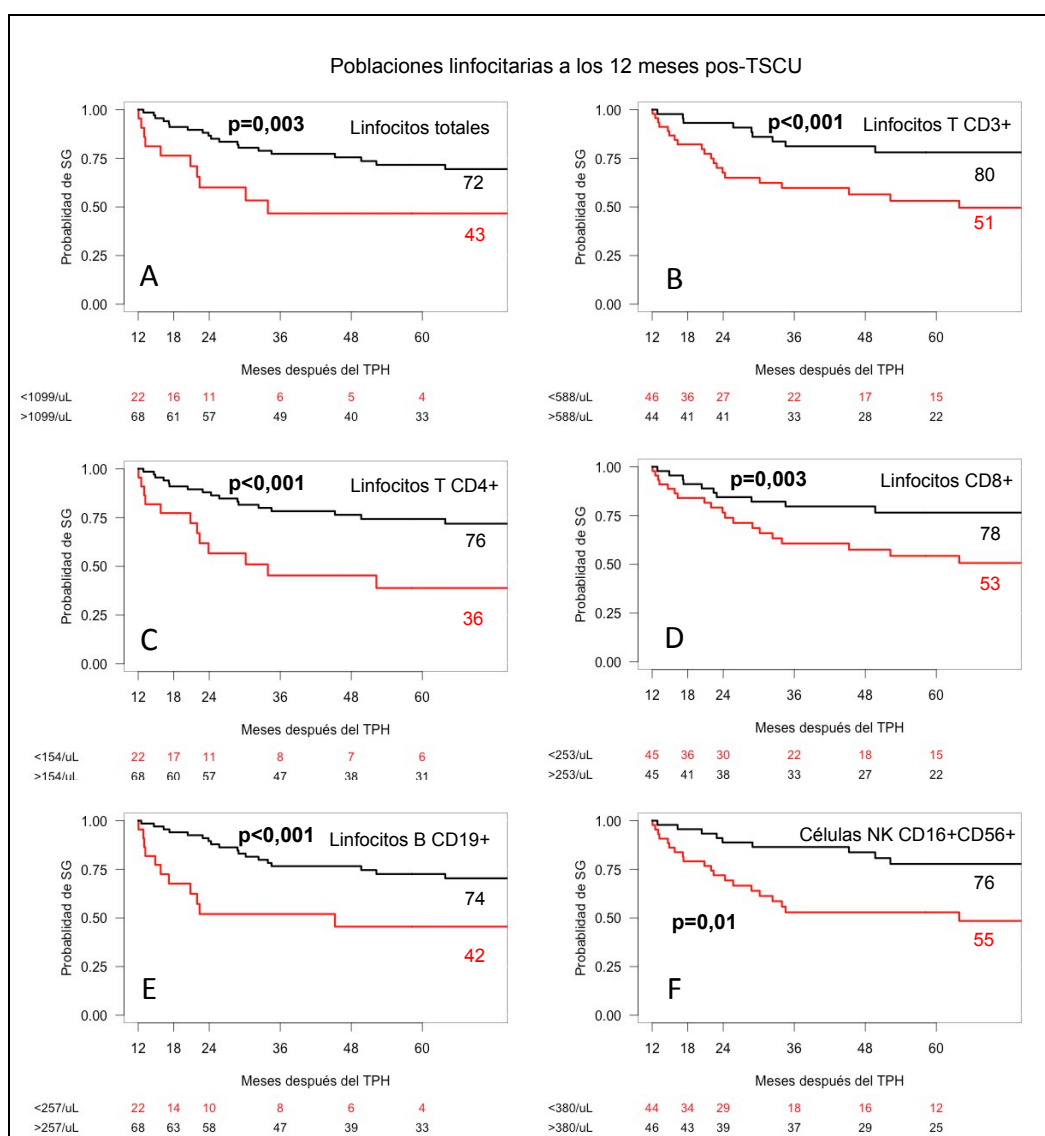 Poblaciones linfocitarias a los 12 meses pos-TSCU
Probablidad de SG
1.00
0.75
0.50
0.25
0.00
p=0,003
Linfocitos totales
72
43
A
12 18 24 36 48 60
Meses después del TPH
<1099/uL 22 16 11 6 5 4
>1099/uL 68 61 57 49 40 33
Probablidad de SG
1.00
0.75
0.50
0.25
0.00
p<0,001
Linfocitos T CD3+
80
51
B
12 18 24 36 48 60
Meses después del TPH
<588/uL 46 36 27 22 17 15
>588/uL 44 41 41 33 28 22
Probablidad de SG
1.00
0.75
0.50
0.25
0.00
p<0,001
Linfocitos T CD4+
76
36
C
12 18 24 36 48 60
Meses después del TPH
<154/uL 22 17 11 8 7 6
>154/uL 68 60 57 47 38 31
Probablidad de SG
1.00
0.75
0.50
0.25
0.00
p=0,003
Linfocitos CD8+
78
53
D
12 18 24 36 48 60
Meses después del TPH
<253/uL 45 36 30 22 18 15
>253/uL 45 41 38 33 27 22
Probablidad de SG
1.00
0.75
0.50
0.25
0.00
p<0,001
Linfocitos B CD19+
74
42
E
12 18 24 36 48 60
Meses después del TPH
<257/uL 22 14 10 8 6 4
>257/uL 68 63 58 47 39 33
Probablidad de SG
1.00
0.75
0.50
0.25
0.00
Células NK CD16+CD56+
76
p=0,01
55
F
12 18 24 36 48 60
Meses después del TPH
<380/uL 44 34 29 18 16 12
>380/uL 46 43 39 37 29 25